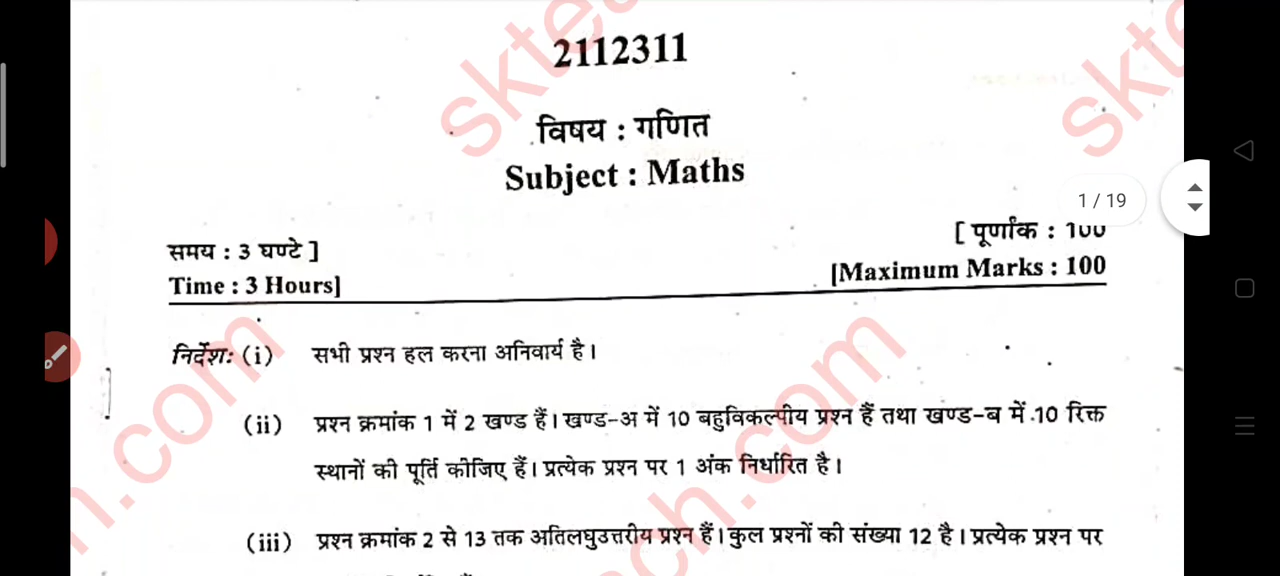 2112311
विषय : गणित
Subject : Maths
1 / 19
[ पूर्णांक : 100
समय : 3 घण्टे ]
[Maximum Marks : 100
Time : 3 Hours]
निर्देश: (i) सभी प्रश्न हल करना अनिवार्य है।
(ii) प्रश्न क्रमांक 1 में 2 खण्ड हैं। खण्ड-अ में 10 बहुविकल्पीय प्रश्न हैं तथा खण्ड-ब में 10 रिक्त
स्थानों की पूर्ति कीजिए हैं। प्रत्येक प्रश्न पर 1 अंक निर्धारित है।
(iii) प्रश्न क्रमांक 2 से 13 तक अतिलघुउत्तरीय प्रश्न हैं। कुल प्रश्नों की संख्या 12 है। प्रत्येक प्रश्न पर